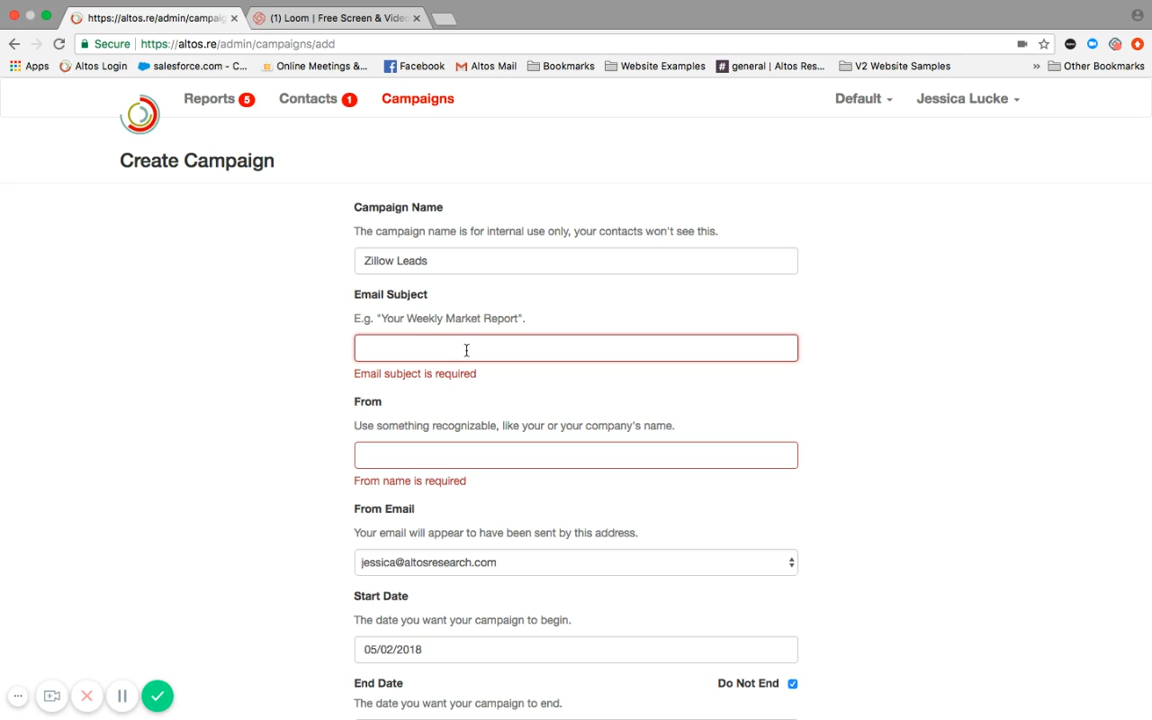 https://altos.re/admin/campaig
(1) Loom | Free Screen & Vide
Secure
https://altos.re/admin/campaigns/add
Apps
Altos Login
salesforce.com - C...
Online Meetings &...
Facebook
Altos Mail
Bookmarks
Website Examples
general | Altos Res...
V2 Website Samples
»
Other Bookmarks
Reports 5
Contacts 1
Campaigns
Default
Jessica Lucke
Create Campaign
Campaign Name
The campaign name is for internal use only, your contacts won't see this.
Zillow Leads
Email Subject
E.g. "Your Weekly Market Report".
Email subject is required
From
Use something recognizable, like your or your company's name.
From name is required
From Email
Your email will appear to have been sent by this address.
jessica@altosresearch.com
Start Date
The date you want your campaign to begin.
05/02/2018
End Date
Do Not End
The date you want your campaign to end.